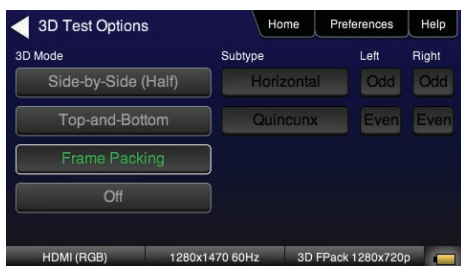 3D Test Options Home Preferences Help
3D Mode Subtype Left Right
Side-by-Side (Half) Horizontal Odd Odd
Top-and-Bottom Quincunx Even Even
Frame Packing
Off
HDMI (RGB) 1280x1470 60Hz 3D FPack 1280x720p